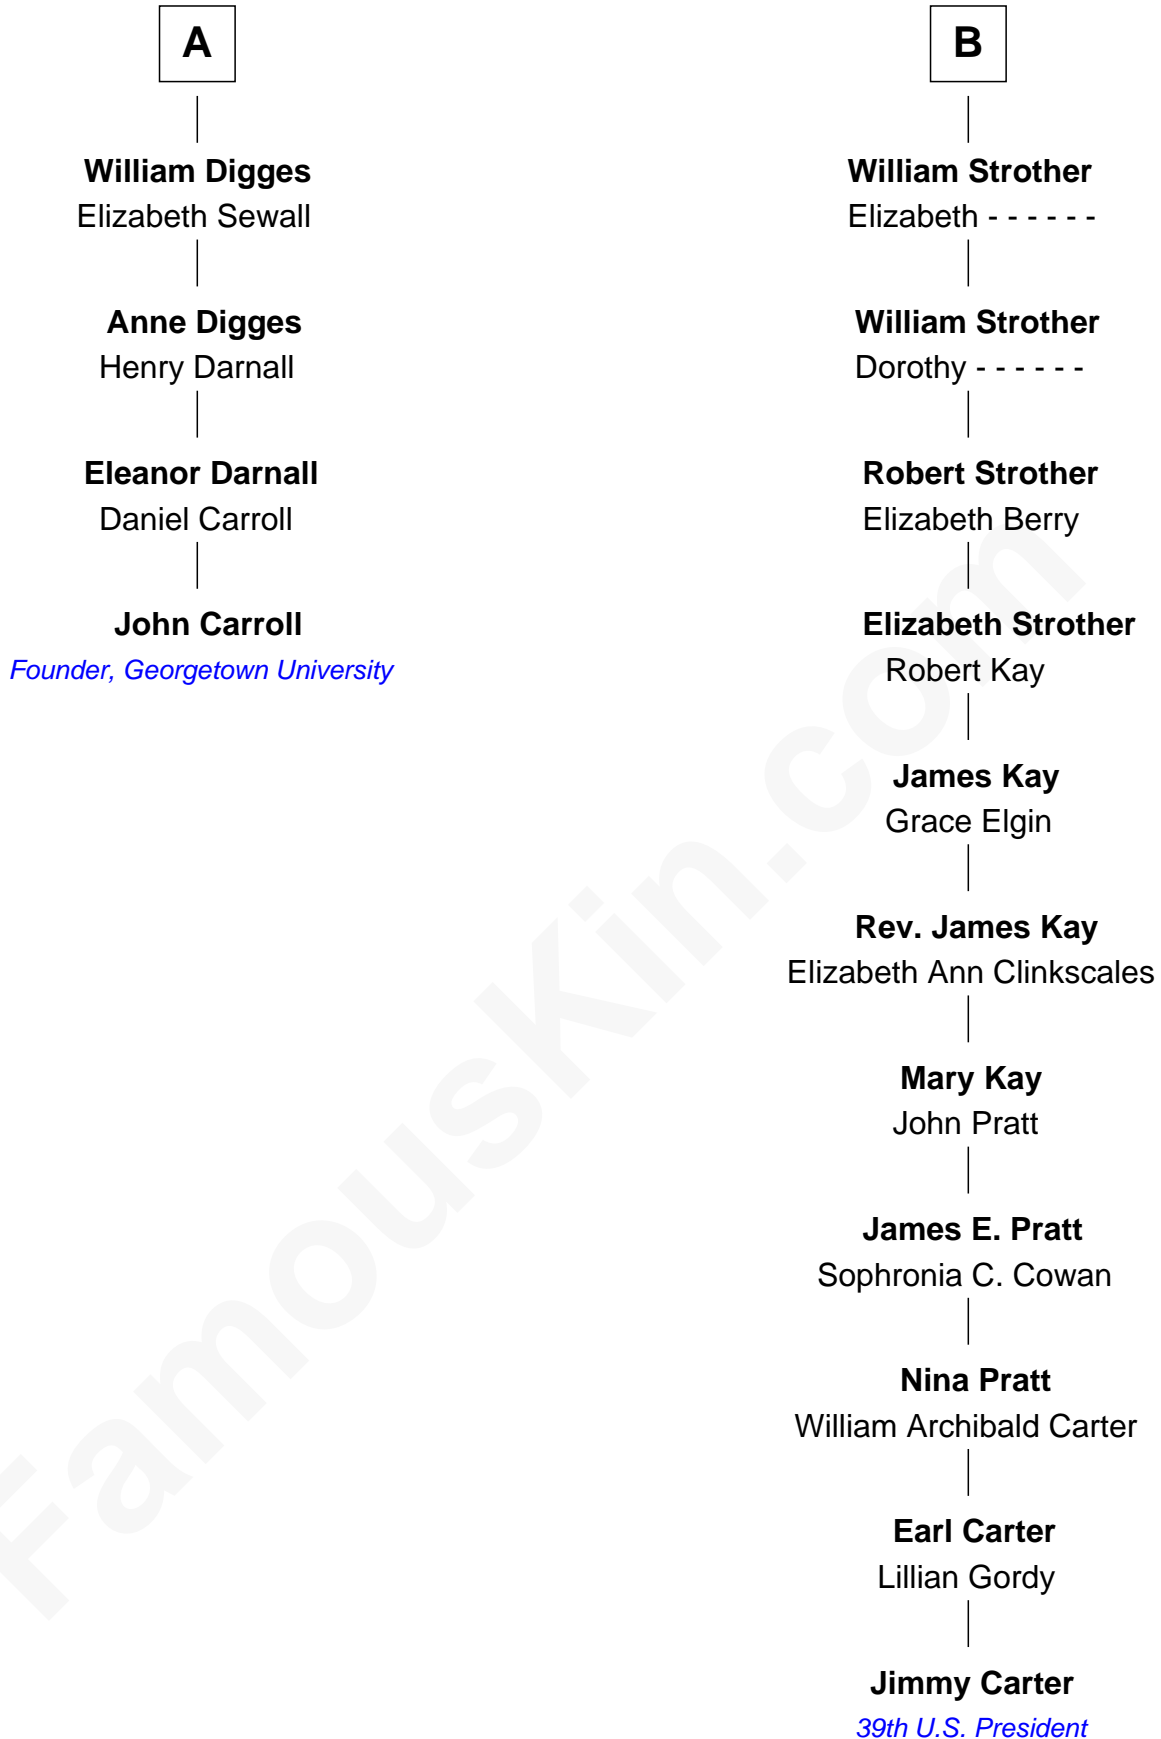 A
William Digges
Elizabeth Sewall
Anne Digges
Henry Darnall
Eleanor Darnall
Daniel Carroll
John Carroll
Founder, Georgetown University
B
William Strother
Elizabeth - - - - - -
William Strother
Dorothy - - - - - -
Robert Strother
Elizabeth Berry
Elizabeth Strother
Robert Kay
James Kay
Grace Elgin
Rev. James Kay
Elizabeth Ann Clinkscales
Mary Kay
John Pratt
James E. Pratt
Sophronia C. Cowan
Nina Pratt
William Archibald Carter
Earl Carter
Lillian Gordy
Jimmy Carter
39th U.S. President
FamousKin.com